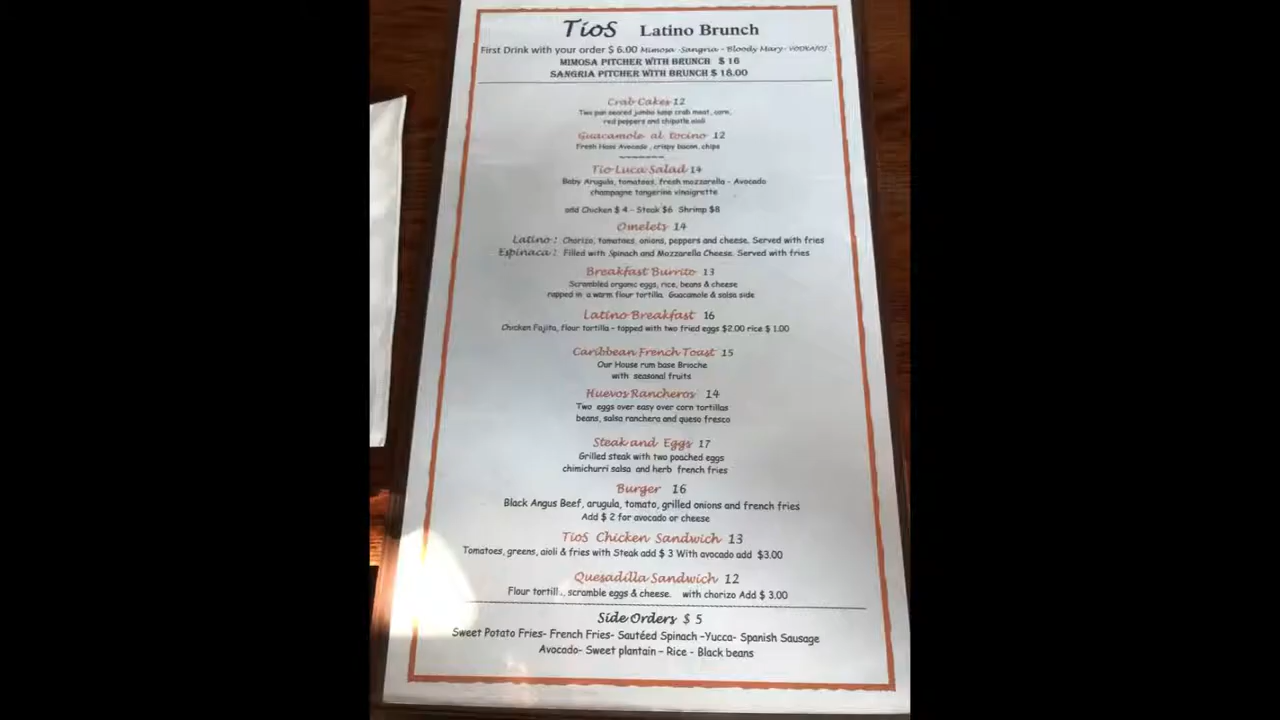 Tios Latino Brunch
First Drink with your order $ 6.00 Mimosa -Sangria - Bloody Mary- VODKA/OJ
MIMOSA PITCHER WITH BRUNCH $ 16
SANGRIA PITCHER WITH BRUNCH $ 18.00
Crab Cakes 12
Two pan seared jumbo lump crab meat, corn,
red peppers and chipotle aioli
Guacamole al tocino 12
Fresh Hass Avocado , crispy bacon, chips
Tio Luca Salad 14
Baby Arugula, tomatoes, fresh mozzarella - Avocado
champagne tangerine vinaigrette
add Chicken $ 4 - Steak $6 Shrimp $8
Omelets 14
Latino : Chorizo, tomatoes, onions, peppers and cheese. Served with fries
Espinaca : Filled with Spinach and Mozzarella Cheese. Served with fries
Breakfast Burrito 13
Scrambled organic eggs, rice, beans & cheese
rapped in a warm flour tortilla. Guacamole & salsa side
Latino Breakfast 16
Chicken Fajita, flour tortilla - topped with two fried eggs $2.00 rice $ 1.00
Caribbean French Toast 15
Our House rum base Brioche
with seasonal fruits
Huevos Rancheros 14
Two eggs over easy over corn tortillas
beans, salsa ranchera and queso fresco
Steak and Eggs 17
Grilled steak with two poached eggs
chimichurri salsa and herb french fries
Burger 16
Black Angus Beef, arugula, tomato, grilled onions and french fries
Add $ 2 for avocado or cheese
TioS Chicken Sandwich 13
Tomatoes, greens, aioli & fries with Steak add $ 3 With avocado add $3.00
Quesadilla Sandwich 12
Flour tortill.., scramble eggs & cheese. with chorizo Add $ 3.00
Side Orders $ 5
Sweet Potato Fries- French Fries- Sautéed Spinach -Yucca- Spanish Sausage
Avocado- Sweet plantain - Rice - Black beans